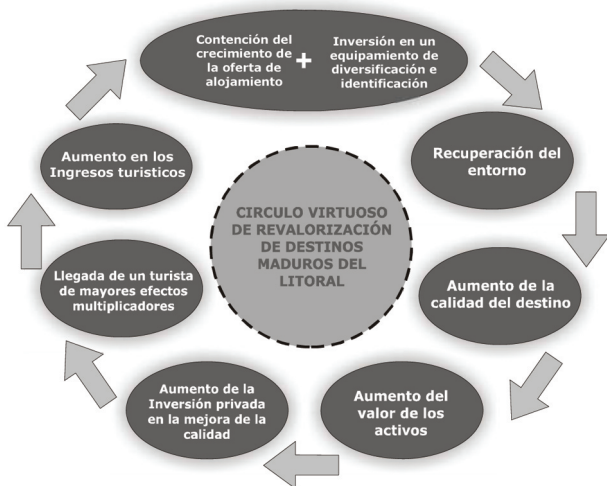 Contención del
crecimiento de
la oferta de
alojamiento
+
Inversión en un
equipamiento de
diversificación e
identificación
Recuperación del
entorno
Aumento de la
calidad del destino
Aumento del
valor de los
activos
Aumento de la
Inversión privada
en la mejora de la
calidad
Llegada de un turista
de mayores efectos
multiplicadores
Aumento en los
Ingresos turisticos
CIRCULO VIRTUOSO
DE REVALORIZACIÓN
DE DESTINOS
MADUROS DEL
LITORAL